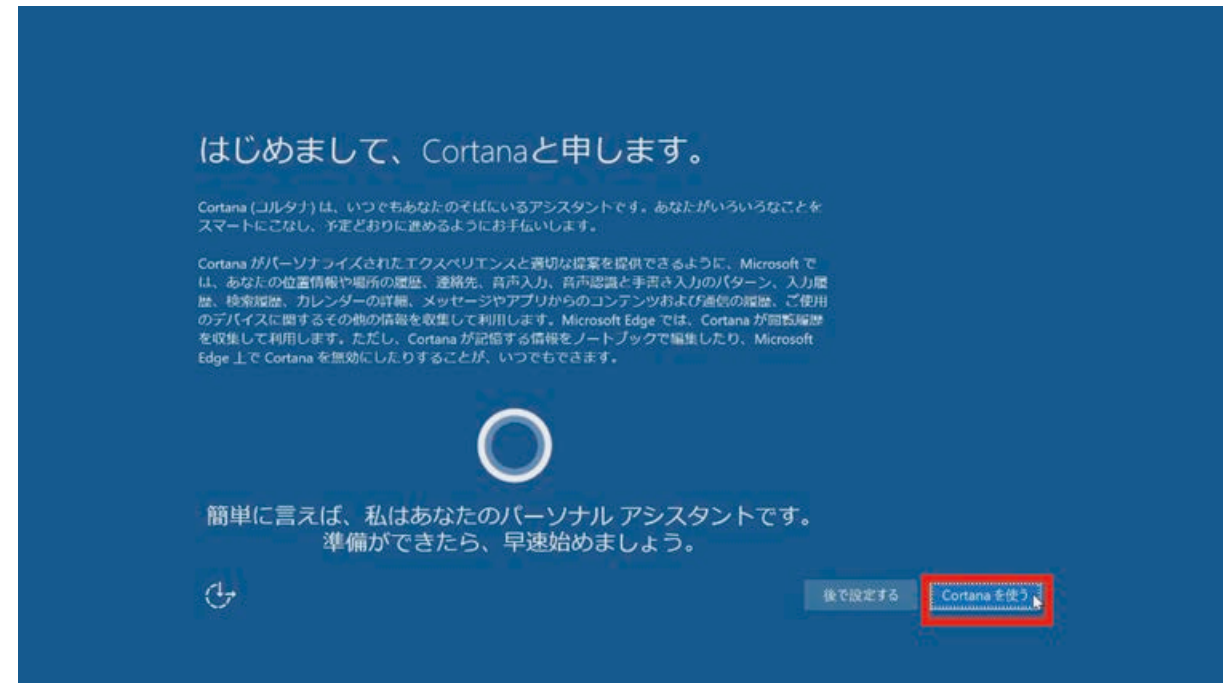 はじめまして、Cortanaと申します。
Cortana (コルタナ) は、いつでもあなたのそばにいるアシスタントです。あなたがいろいろなことを
スマートにこなし、予定どおりに進めるようにお手伝いします。
Cortana がパーソナライズされたエクスペリエンスと適切な提案を提供できるように、Microsoft で
は、あなたの位置情報や場所の履歴、連絡先、音声入力、音声認識と手書き入力のパターン、入力履
歴、検索履歴、カレンダーの詳細、メッセージやアプリからのコンテンツおよび通信の履歴、ご使用
のデバイスに関するその他の情報を収集して利用します。Microsoft Edge では、Cortana が閲覧履歴
を収集して利用します。ただし、Cortana が記憶する情報をノートブックで編集したり、Microsoft
Edge 上で Cortana を無効にしたりすることが、いつでもできます。
簡単に言えば、私はあなたのパーソナル アシスタントです。
準備ができたら、早速始めましょう。
後で設定する
Cortana を使う